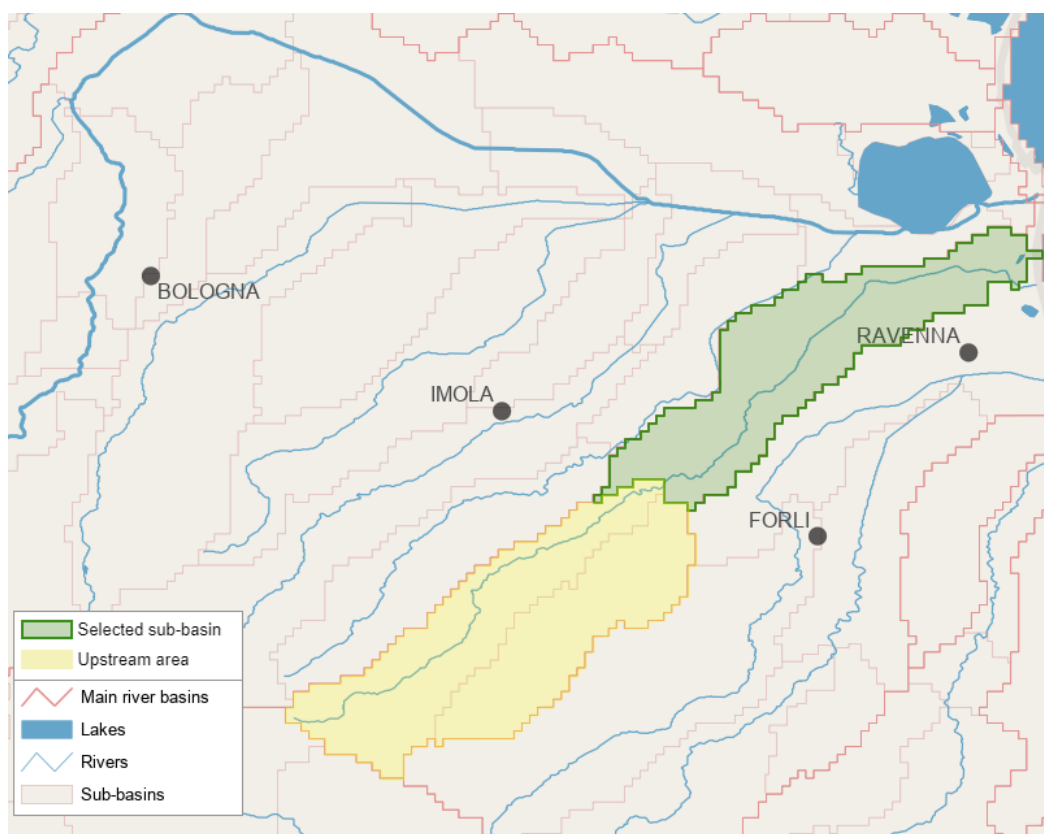 BOLOGNA
RAVENNA
IMOLA
FORLI
Selected sub-basin
Upstream area
Main river basins
Lakes
Rivers
Sub-basins